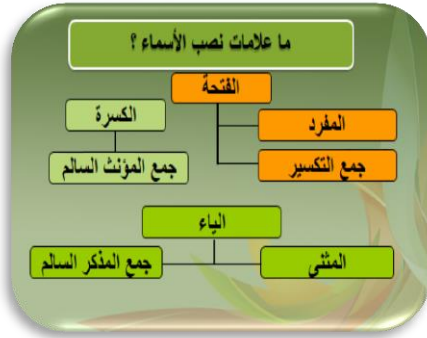 ما علامات نصب الأسماء ؟
الفتحة
المفرد
جمع التكسير
الكسرة
جمع المؤنث السالم
الياء
المثنى
جمع المذكر السالم